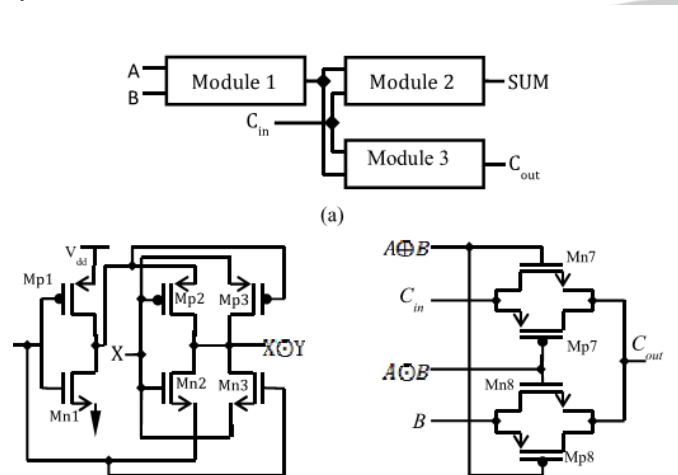 A
Module 1
Module 2
SUM
B
C_in
Module 3
C_out
(a)
V_dd
Mp1
Mp2
Mp3
X
X⊙Y
Mn2
Mn3
Mn1
A⊕B
Mn7
C_in
Mp7
C_out
A⊙B
Mn8
B
Mp8